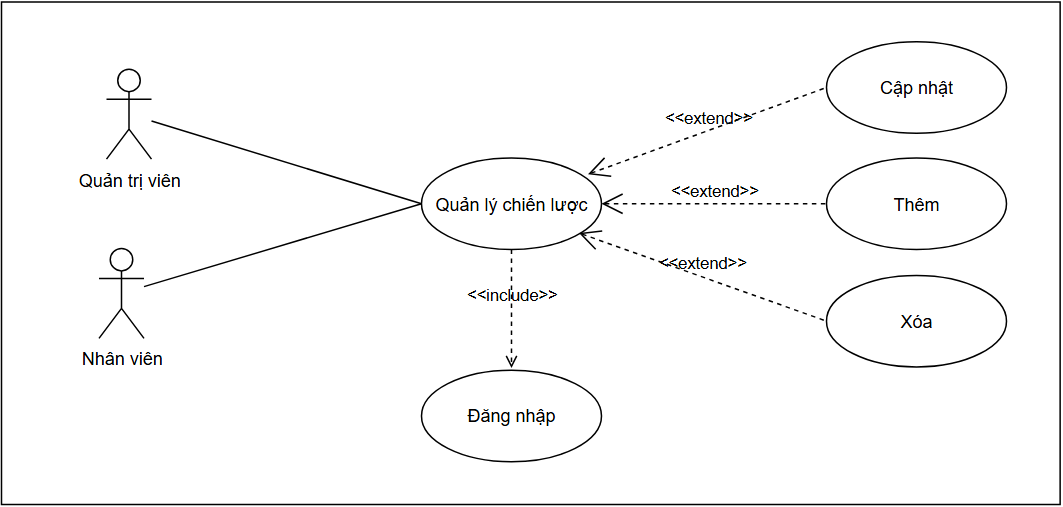 Cập nhật
<<extend>>
Quản trị viên
<<extend>>
Quản lý chiến lược
Thêm
<<extend>>
<<include>>
Xóa
Nhân viên
Đăng nhập